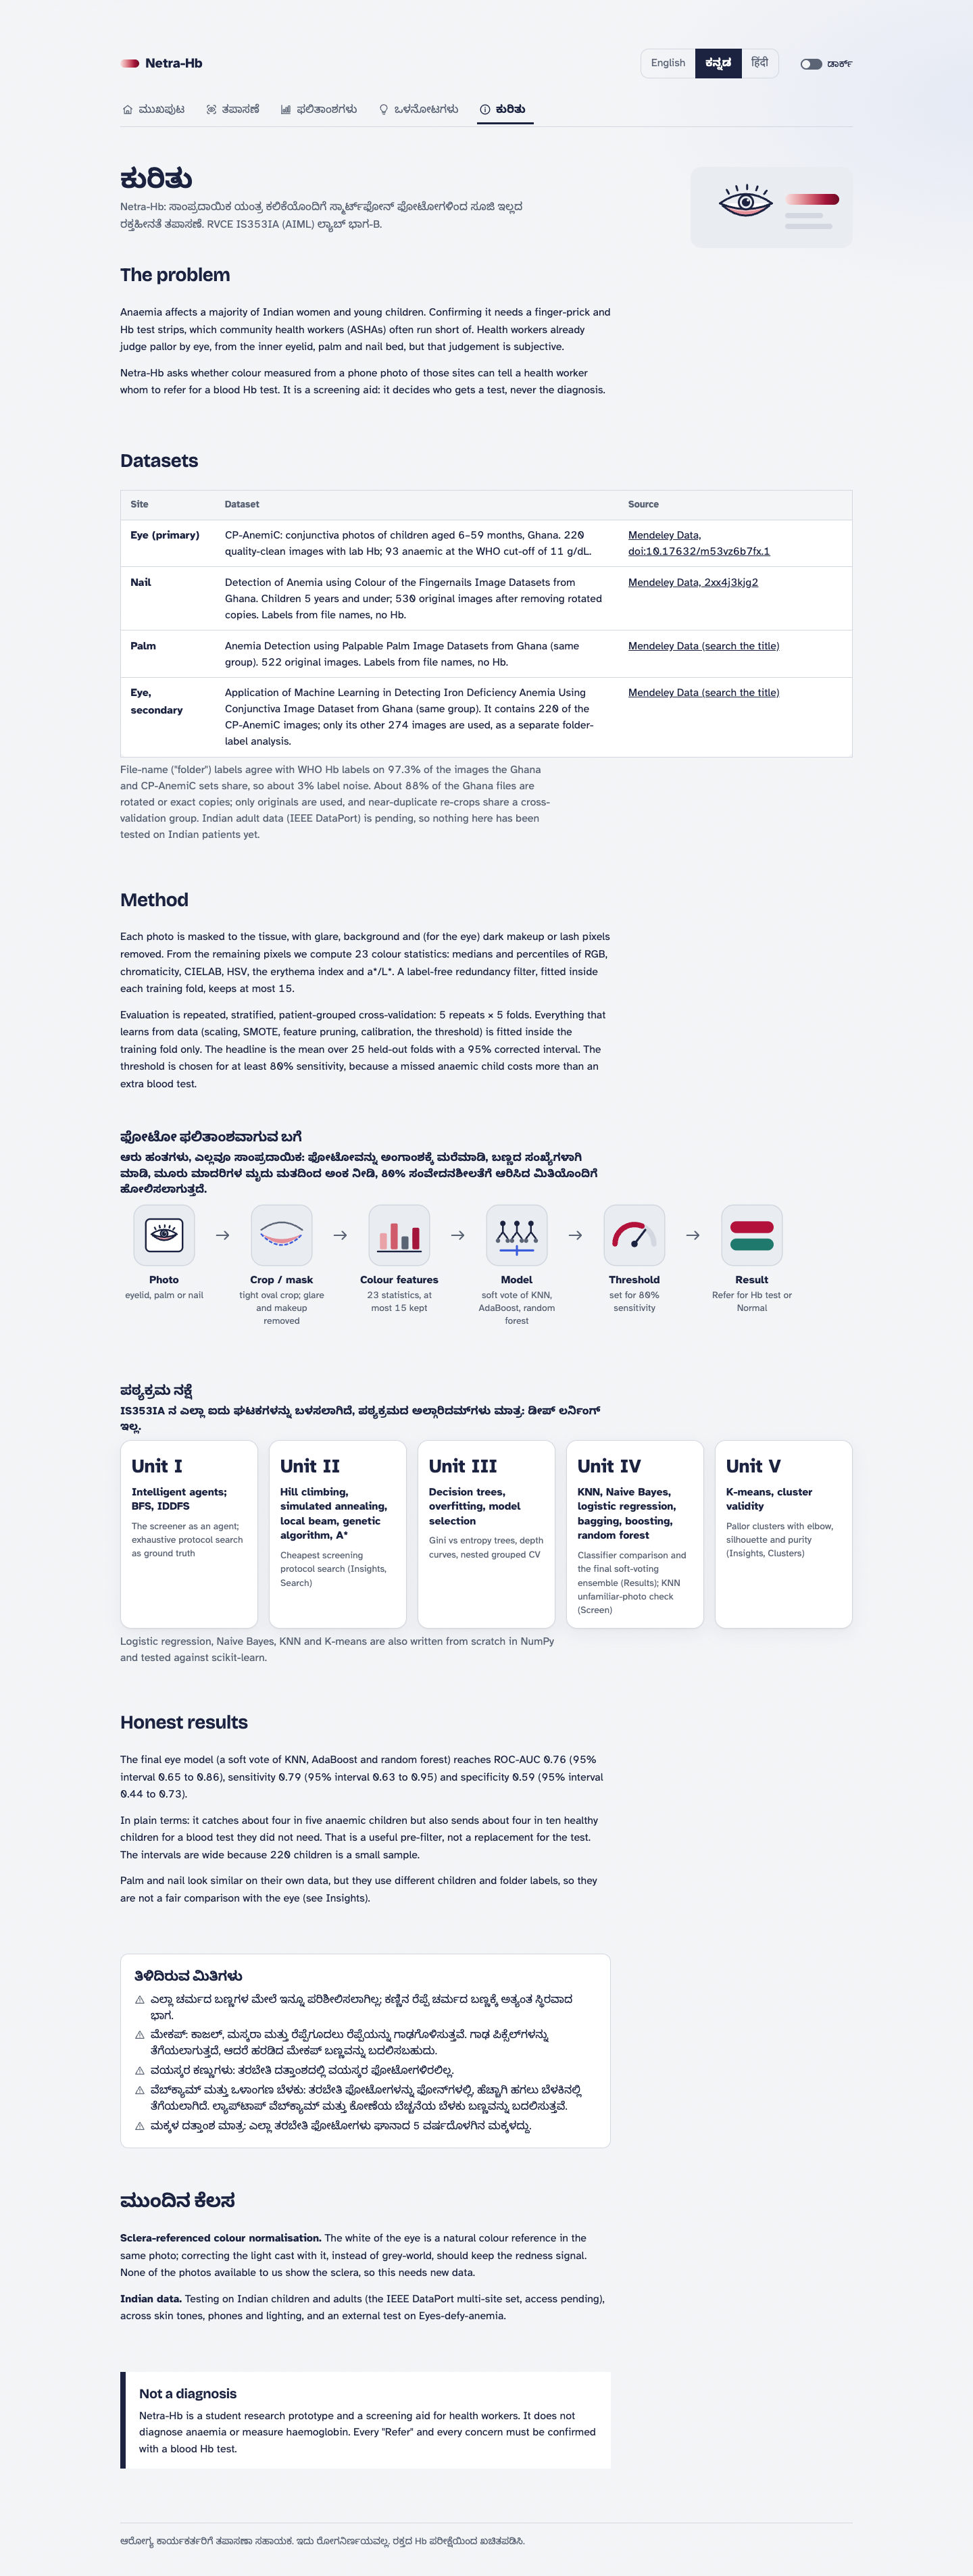 Netra-Hb
English
ಕನ್ನಡ
हिंदी
ಡಾರ್ಕ್
ಮುಖಪುಟ
ತಪಾಸಣೆ
ಫಲಿತಾಂಶಗಳು
ಒಳನೋಟಗಳು
ಕುರಿತು
ಕುರಿತು
Netra-Hb: ಸಾಂಪ್ರದಾಯಿಕ ಯಂತ್ರ ಕಲಿಕೆಯೊಂದಿಗೆ ಸ್ಮಾರ್ಟ್‌ಫೋನ್ ಫೋಟೋಗಳಿಂದ ಸೂಜಿ ಇಲ್ಲದ
ರಕ್ತಹೀನತೆ ತಪಾಸಣೆ. RVCE IS353IA (AIML) ಲ್ಯಾಬ್ ಭಾಗ-B.
The problem
Anaemia affects a majority of Indian women and young children. Confirming it needs a finger-prick and
Hb test strips, which community health workers (ASHAs) often run short of. Health workers already
judge pallor by eye, from the inner eyelid, palm and nail bed, but that judgement is subjective.
Netra-Hb asks whether colour measured from a phone photo of those sites can tell a health worker
whom to refer for a blood Hb test. It is a screening aid: it decides who gets a test, never the diagnosis.
Datasets
Site
Dataset
Source
Eye (primary)
CP-AnemiC: conjunctiva photos of children aged 6–59 months, Ghana. 220
quality-clean images with lab Hb; 93 anaemic at the WHO cut-off of 11 g/dL.
Mendeley Data,
doi:10.17632/m53vz6b7fx.1
Nail
Detection of Anemia using Colour of the Fingernails Image Datasets from
Ghana. Children 5 years and under; 530 original images after removing rotated
copies. Labels from file names, no Hb.
Mendeley Data, 2xx4j3kjg2
Palm
Anemia Detection using Palpable Palm Image Datasets from Ghana (same
group). 522 original images. Labels from file names, no Hb.
Mendeley Data (search the title)
Eye,
secondary
Application of Machine Learning in Detecting Iron Deficiency Anemia Using
Conjunctiva Image Dataset from Ghana (same group). It contains 220 of the
CP-AnemiC images; only its other 274 images are used, as a separate folder-
label analysis.
Mendeley Data (search the title)
File-name ("folder") labels agree with WHO Hb labels on 97.3% of the images the Ghana
and CP-AnemiC sets share, so about 3% label noise. About 88% of the Ghana files are
rotated or exact copies; only originals are used, and near-duplicate re-crops share a cross-
validation group. Indian adult data (IEEE DataPort) is pending, so nothing here has been
tested on Indian patients yet.
Method
Each photo is masked to the tissue, with glare, background and (for the eye) dark makeup or lash pixels
removed. From the remaining pixels we compute 23 colour statistics: medians and percentiles of RGB,
chromaticity, CIELAB, HSV, the erythema index and a*/L*. A label-free redundancy filter, fitted inside
each training fold, keeps at most 15.
Evaluation is repeated, stratified, patient-grouped cross-validation: 5 repeats × 5 folds. Everything that
learns from data (scaling, SMOTE, feature pruning, calibration, the threshold) is fitted inside the
training fold only. The headline is the mean over 25 held-out folds with a 95% corrected interval. The
threshold is chosen for at least 80% sensitivity, because a missed anaemic child costs more than an
extra blood test.
ಫೋಟೋ ಫಲಿತಾಂಶವಾಗುವ ಬಗೆ
ಆರು ಹಂತಗಳು, ಎಲ್ಲವೂ ಸಾಂಪ್ರದಾಯಿಕ: ಫೋಟೋವನ್ನು ಅಂಗಾಂಶಕ್ಕೆ ಮರೆಮಾಡಿ, ಬಣ್ಣದ ಸಂಖ್ಯೆಗಳಾಗಿ
ಮಾಡಿ, ಮೂರು ಮಾದರಿಗಳ ಮೃದು ಮತದಿಂದ ಅಂಕ ನೀಡಿ, 80% ಸಂವೇದನಶೀಲತೆಗೆ ಆರಿಸಿದ ಮಿತಿಯೊಂದಿಗೆ
ಹೋಲಿಸಲಾಗುತ್ತದೆ.
Photo
eyelid, palm or nail
Crop / mask
tight oval crop; glare
and makeup
removed
Colour features
23 statistics, at
most 15 kept
Model
soft vote of KNN,
AdaBoost, random
forest
Threshold
set for 80%
sensitivity
Result
Refer for Hb test or
Normal
ಪಠ್ಯಕ್ರಮ ನಕ್ಷೆ
IS353IA ನ ಎಲ್ಲಾ ಐದು ಘಟಕಗಳನ್ನು ಬಳಸಲಾಗಿದೆ, ಪಠ್ಯಕ್ರಮದ ಅಲ್ಗಾರಿದಮ್‌ಗಳು ಮಾತ್ರ; ಡೀಪ್ ಲರ್ನಿಂಗ್
ಇಲ್ಲ.
Unit I
Intelligent agents;
BFS, IDDFS
The screener as an agent;
exhaustive protocol search
as ground truth
Unit II
Hill climbing,
simulated annealing,
local beam, genetic
algorithm, A*
Cheapest screening
protocol search (Insights,
Search)
Unit III
Decision trees,
overfitting, model
selection
Gini vs entropy trees, depth
curves, nested grouped CV
Unit IV
KNN, Naive Bayes,
logistic regression,
bagging, boosting,
random forest
Classifier comparison and
the final soft-voting
ensemble (Results); KNN
unfamiliar-photo check
(Screen)
Unit V
K-means, cluster
validity
Pallor clusters with elbow,
silhouette and purity
(Insights, Clusters)
Logistic regression, Naive Bayes, KNN and K-means are also written from scratch in NumPy
and tested against scikit-learn.
Honest results
The final eye model (a soft vote of KNN, AdaBoost and random forest) reaches ROC-AUC 0.76 (95%
interval 0.65 to 0.86), sensitivity 0.79 (95% interval 0.63 to 0.95) and specificity 0.59 (95% interval
0.44 to 0.73).
In plain terms: it catches about four in five anaemic children but also sends about four in ten healthy
children for a blood test they did not need. That is a useful pre-filter, not a replacement for the test.
The intervals are wide because 220 children is a small sample.
Palm and nail look similar on their own data, but they use different children and folder labels, so they
are not a fair comparison with the eye (see Insights).
ತಿಳಿದಿರುವ ಮಿತಿಗಳು
ಎಲ್ಲಾ ಚರ್ಮದ ಬಣ್ಣಗಳ ಮೇಲೆ ಇನ್ನೂ ಪರಿಶೀಲಿಸಲಾಗಿಲ್ಲ; ಕಣ್ಣಿನ ರೆಪ್ಪೆ ಚರ್ಮದ ಬಣ್ಣಕ್ಕೆ ಅತ್ಯಂತ ಸ್ಥಿರವಾದ
ಭಾಗ.
ಮೇಕಪ್: ಕಾಜಲ್, ಮಸ್ಕರಾ ಮತ್ತು ರೆಪ್ಪೆಗೂದಲು ರೆಪ್ಪೆಯನ್ನು ಗಾಢಗೊಳಿಸುತ್ತವೆ. ಗಾಢ ಪಿಕ್ಸೆಲ್‌ಗಳನ್ನು
ತೆಗೆಯಲಾಗುತ್ತದೆ, ಆದರೆ ಹರಡಿದ ಮೇಕಪ್ ಬಣ್ಣವನ್ನು ಬದಲಿಸಬಹುದು.
ವಯಸ್ಕರ ಕಣ್ಣುಗಳು: ತರಬೇತಿ ದತ್ತಾಂಶದಲ್ಲಿ ವಯಸ್ಕರ ಫೋಟೋಗಳಿರಲಿಲ್ಲ.
ವೆಬ್‌ಕ್ಯಾಮ್ ಮತ್ತು ಒಳಾಂಗಣ ಬೆಳಕು: ತರಬೇತಿ ಫೋಟೋಗಳನ್ನು ಫೋನ್‌ಗಳಲ್ಲಿ, ಹೆಚ್ಚಾಗಿ ಹಗಲು ಬೆಳಕಿನಲ್ಲಿ
ತೆಗೆಯಲಾಗಿದೆ. ಲ್ಯಾಪ್‌ಟಾಪ್ ವೆಬ್‌ಕ್ಯಾಮ್ ಮತ್ತು ಕೋಣೆಯ ಬೆಚ್ಚನೆಯ ಬೆಳಕು ಬಣ್ಣವನ್ನು ಬದಲಿಸುತ್ತವೆ.
ಮಕ್ಕಳ ದತ್ತಾಂಶ ಮಾತ್ರ: ಎಲ್ಲಾ ತರಬೇತಿ ಫೋಟೋಗಳು ಘಾನಾದ 5 ವರ್ಷದೊಳಗಿನ ಮಕ್ಕಳದ್ದು.
ಮುಂದಿನ ಕೆಲಸ
Sclera-referenced colour normalisation. The white of the eye is a natural colour reference in the
same photo; correcting the light cast with it, instead of grey-world, should keep the redness signal.
None of the photos available to us show the sclera, so this needs new data.
Indian data. Testing on Indian children and adults (the IEEE DataPort multi-site set, access pending),
across skin tones, phones and lighting, and an external test on Eyes-defy-anemia.
Not a diagnosis
Netra-Hb is a student research prototype and a screening aid for health workers. It does not
diagnose anaemia or measure haemoglobin. Every "Refer" and every concern must be confirmed
with a blood Hb test.
ಆರೋಗ್ಯ ಕಾರ್ಯಕರ್ತರಿಗೆ ತಪಾಸಣಾ ಸಹಾಯಕ. ಇದು ರೋಗನಿರ್ಣಯವಲ್ಲ. ರಕ್ತದ Hb ಪರೀಕ್ಷೆಯಿಂದ ಖಚಿತಪಡಿಸಿ.